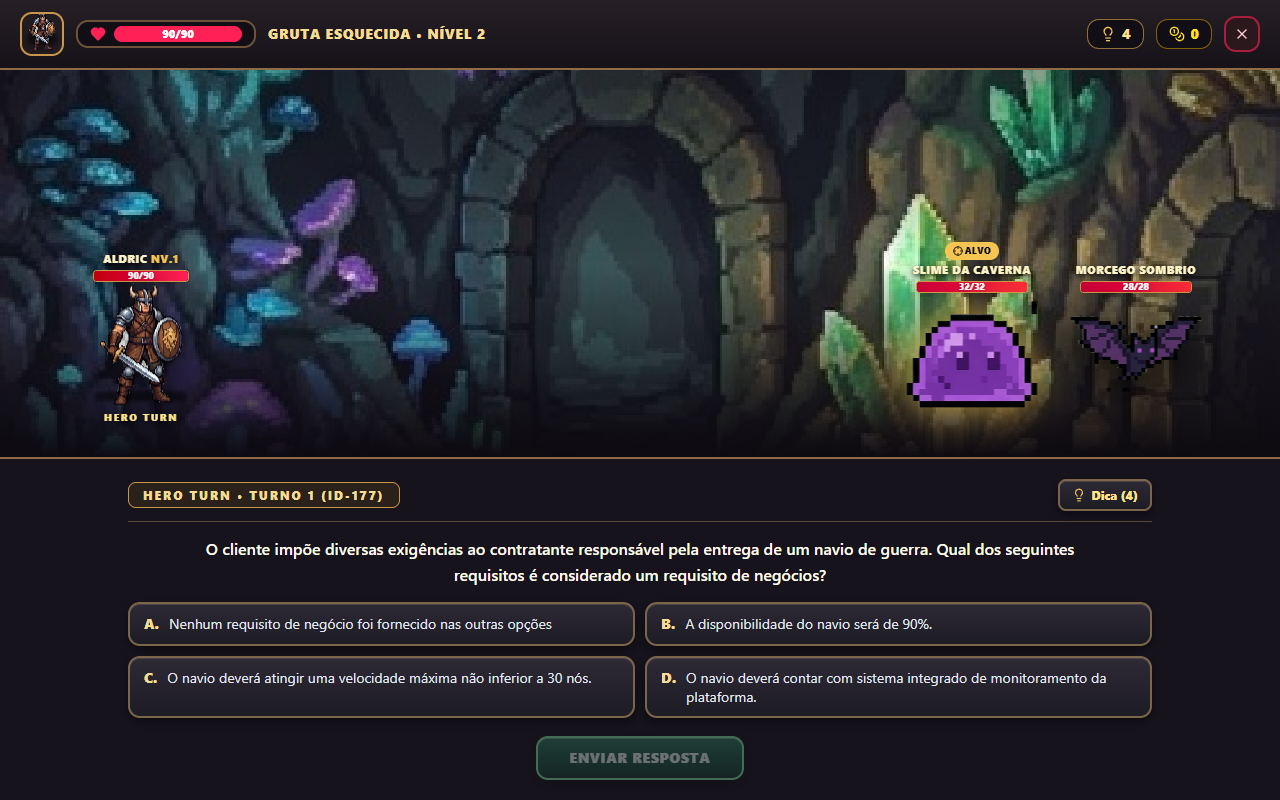 90/90
GRUTA ESQUECIDA • NÍVEL 2
4
0
ALDRIC NV.1
90/90
HERO TURN
ALVO
SLIME DA CAVERNA
32/32
MORCEGO SOMBRIO
28/28
HERO TURN • TURNO 1 (ID-177)
Dica (4)
O cliente impõe diversas exigências ao contratante responsável pela entrega de um navio de guerra. Qual dos seguintes
requisitos é considerado um requisito de negócios?
A. Nenhum requisito de negócio foi fornecido nas outras opções
B. A disponibilidade do navio será de 90%.
C. O navio deverá atingir uma velocidade máxima não inferior a 30 nós.
D. O navio deverá contar com sistema integrado de monitoramento da
plataforma.
ENVIAR RESPOSTA